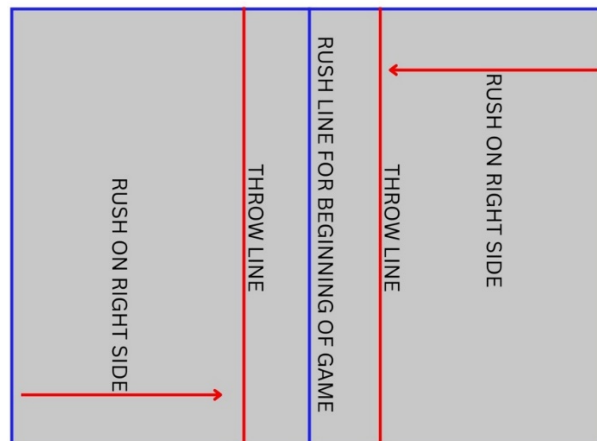 RUSH ON RIGHT SIDE
THROW LINE
RUSH LINE FOR BEGINNING OF GAME
THROW LINE
RUSH ON RIGHT SIDE